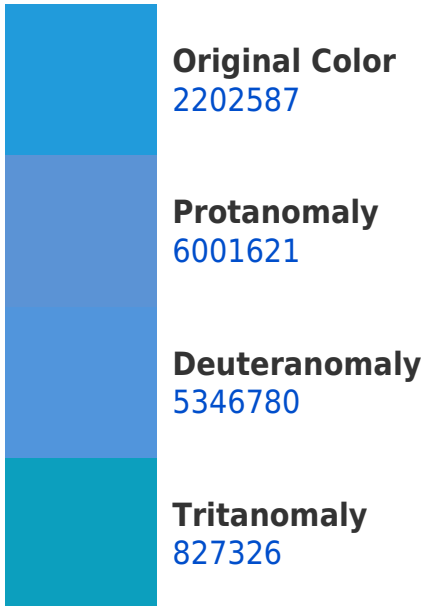 Original Color
2202587
Protanomaly
6001621
Deuteranomaly
5346780
Tritanomaly
827326